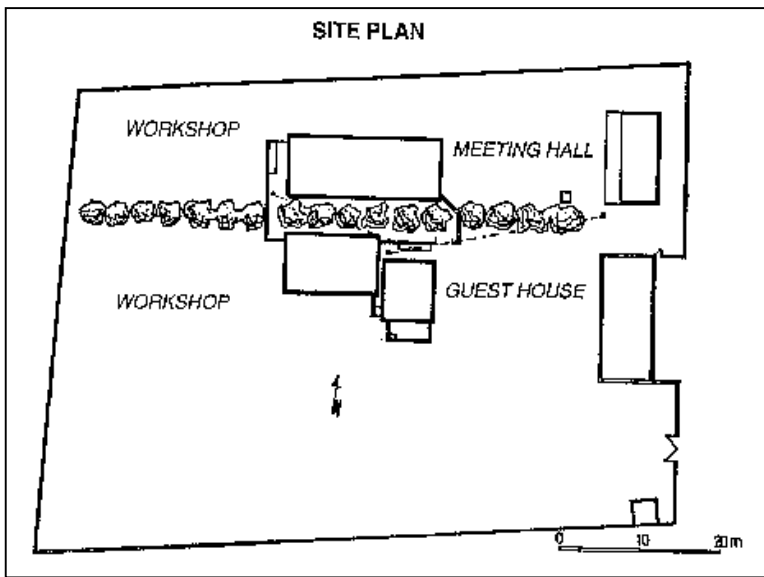 SITE PLAN
WORKSHOP
MEETING HALL
WORKSHOP
GUEST HOUSE
N
0 10 20m